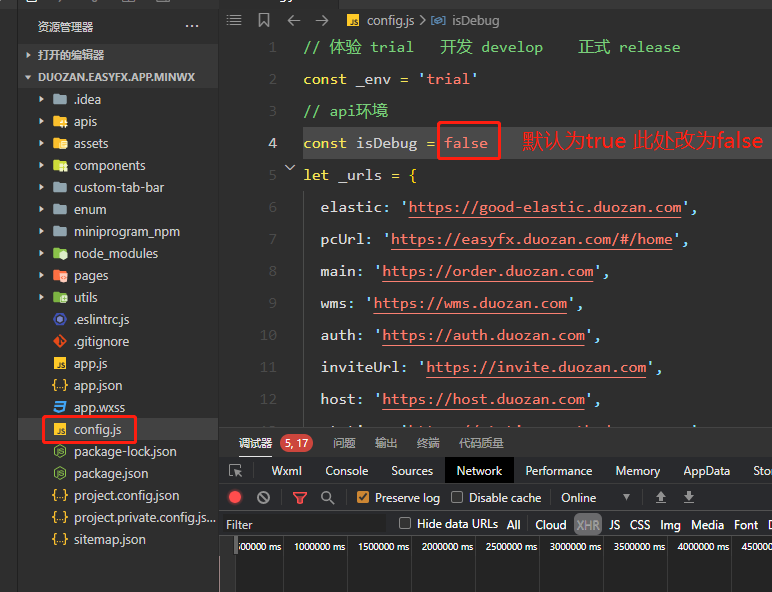 资源管理器 ···
打开的编辑器
DUOZAN.EASYFX.APP.MINWX
.idea
apis
assets
components
custom-tab-bar
enum
miniprogram_npm
node_modules
pages
utils
.eslintrc.js
.gitignore
app.js
app.json
app.wxss
config.js
package-lock.json
package.json
project.config.json
project.private.config.js...
sitemap.json
config.js > isDebug
1 // 体验 trial 开发 develop 正式 release
2 const _env = 'trial'
3 // api环境
4 const isDebug = false 默认为true 此处改为false
5 let _urls = {
6 elastic: 'https://good-elastic.duozan.com',
7 pcUrl: 'https://easyfx.duozan.com/#/home',
8 main: 'https://order.duozan.com',
9 wms: 'https://wms.duozan.com',
10 auth: 'https://auth.duozan.com',
11 inviteUrl: 'https://invite.duozan.com',
12 host: 'https://host.duozan.com',
调试器 5, 17 问题 输出 终端 代码质量
Wxml Console Sources Network Performance Memory AppData Sto
Preserve log Disable cache Online
Filter Hide data URLs All Cloud XHR JS CSS Img Media Font
500000 ms 1000000 ms 1500000 ms 2000000 ms 2500000 ms 3000000 ms 3500000 ms 4000000 ms 450000